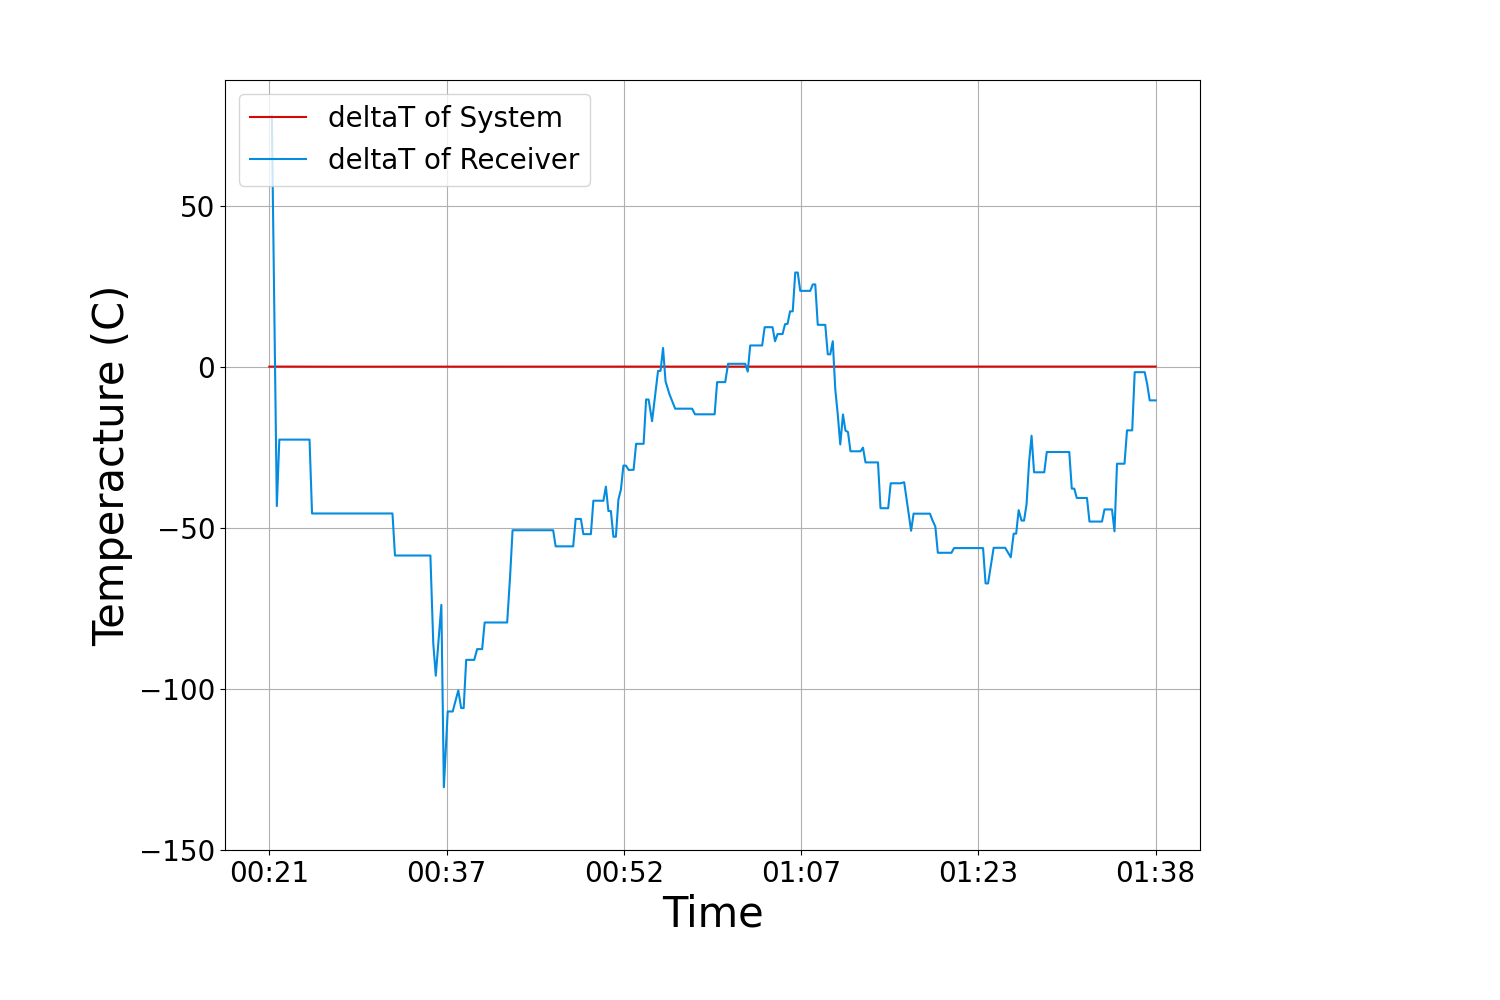 deltaT of System
deltaT of Receiver
50
0
−50
−100
−150
Temperacture (C)
00:21 00:37 00:52 01:07 01:23 01:38
Time